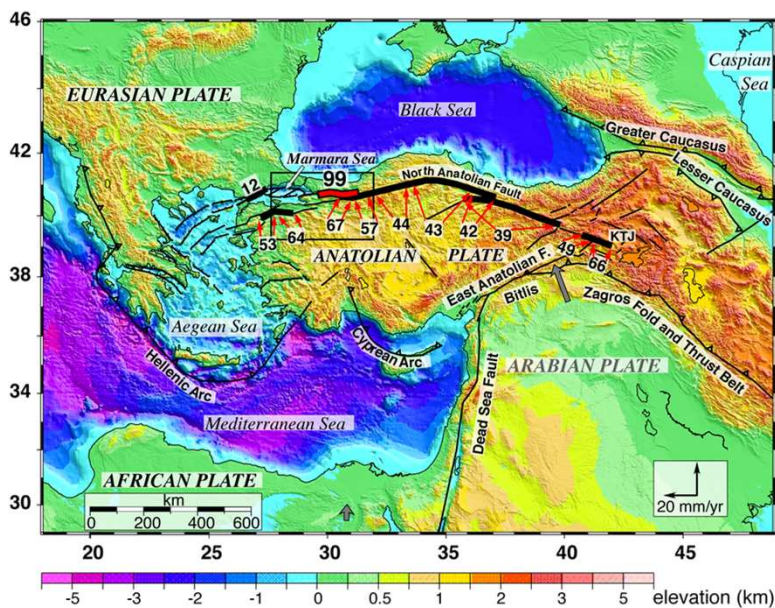 46
42
38
34
30
20
25
30
35
40
45
EURASIAN PLATE
Black Sea
Caspian
Sea
Greater Caucasus
Lesser Caucasus
Marmara Sea
12
99
North Anatolian Fault
67
57
44
43
42
39
49
66
KTJ
53
64
ANATOLIAN
PLATE
East Anatolian F.
Bitlis
Zagros Fold and Thrust Belt
Aegean Sea
Hellenic Arc
Cyprean Arc
Dead Sea Fault
ARABIAN PLATE
Mediterranean Sea
AFRICAN PLATE
km
0 200 400 600
20 mm/yr
-5 -4 -3 -2 -1 0 0.5 1 2 3 5 elevation (km)